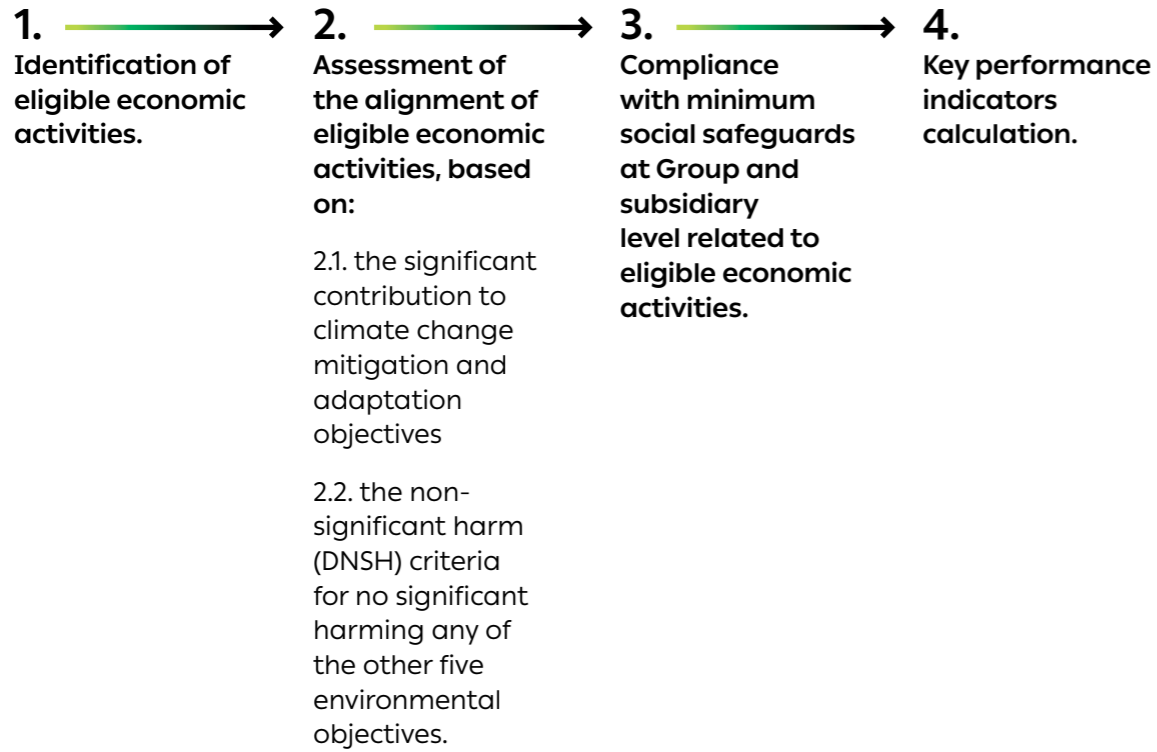 1.
Identification of
eligible economic
activities.
2.
Assessment of
the alignment of
eligible economic
activities, based
on:
2.1. the significant
contribution to
climate change
mitigation and
adaptation
objectives
2.2. the non-
significant harm
(DNSH) criteria
for no significant
harming any of
the other five
environmental
objectives.
3.
Compliance
with minimum
social safeguards
at Group and
subsidiary
level related to
eligible economic
activities.
4.
Key performance
indicators
calculation.